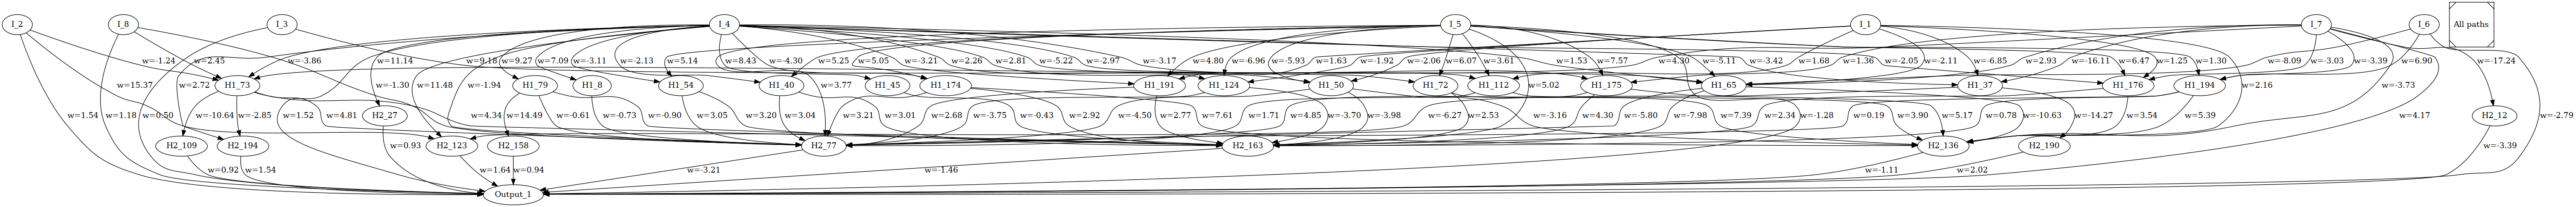 I_2 I_8 I_3 I_4 I_5 I_1 I_7 I_6 All paths
w=-1.24 w=2.45 w=-3.86 w=11.14 w=9.18 w=9.27 w=7.09 w=-3.11 w=-2.13 w=5.14 w=8.43 w=-4.30 w=5.25 w=5.05 w=-3.21 w=2.26 w=2.81 w=-5.22 w=-2.97 w=-3.17 w=4.80 w=-6.96 w=-5.93 w=1.63 w=-1.92 w=-2.06 w=6.07 w=3.61 w=1.53 w=7.57 w=4.30 w=-5.11 w=-3.42 w=1.68 w=1.36 w=-2.05 w=2.11 w=-6.85 w=2.93 w=-16.11 w=6.47 w=1.25 w=1.30 w=-8.09 w=-3.03 w=-3.39 w=6.90 w=-17.24
w=15.37 w=2.72 H1_73 w=-1.30 w=11.48 w=-1.94 H1_79 H1_8 H1_54 H1_40 w=3.77 H1_45 H1_174 H1_191 H1_124 H1_50 H1_72 H1_112 w=5.02 H1_175 H1_65 H1_37 H1_176 w=2.16 H1_194 w=-3.73
w=1.54 w=1.18 w=0.50 w=-10.64 w=-2.85 w=1.52 w=4.81 H2_27 w=4.34 w=14.49 w=-0.61 w=-0.73 w=-0.90 w=3.05 w=3.20 w=3.04 w=3.21 w=3.01 w=2.68 w=-3.75 w=-0.43 w=2.92 w=-4.50 w=2.77 w=7.61 w=1.71 w=4.85 w=-3.70 w=-3.98 w=-6.27 w=2.53 w=-3.16 w=4.30 w=-5.80 w=-7.98 w=7.39 w=2.34 w=-1.28 w=0.19 w=3.90 w=5.17 w=0.78 w=-10.63 w=-14.27 w=3.54 w=5.39 w=4.17 H2_12 w=-2.79
H2_109 H2_194 w=0.93 H2_123 H2_158 H2_77 H2_163 H2_136 H2_190 w=-3.39
w=0.92 w=1.54 w=1.64 w=0.94 w=-3.21 w=-1.46 w=-1.11 w=2.02
Output_1